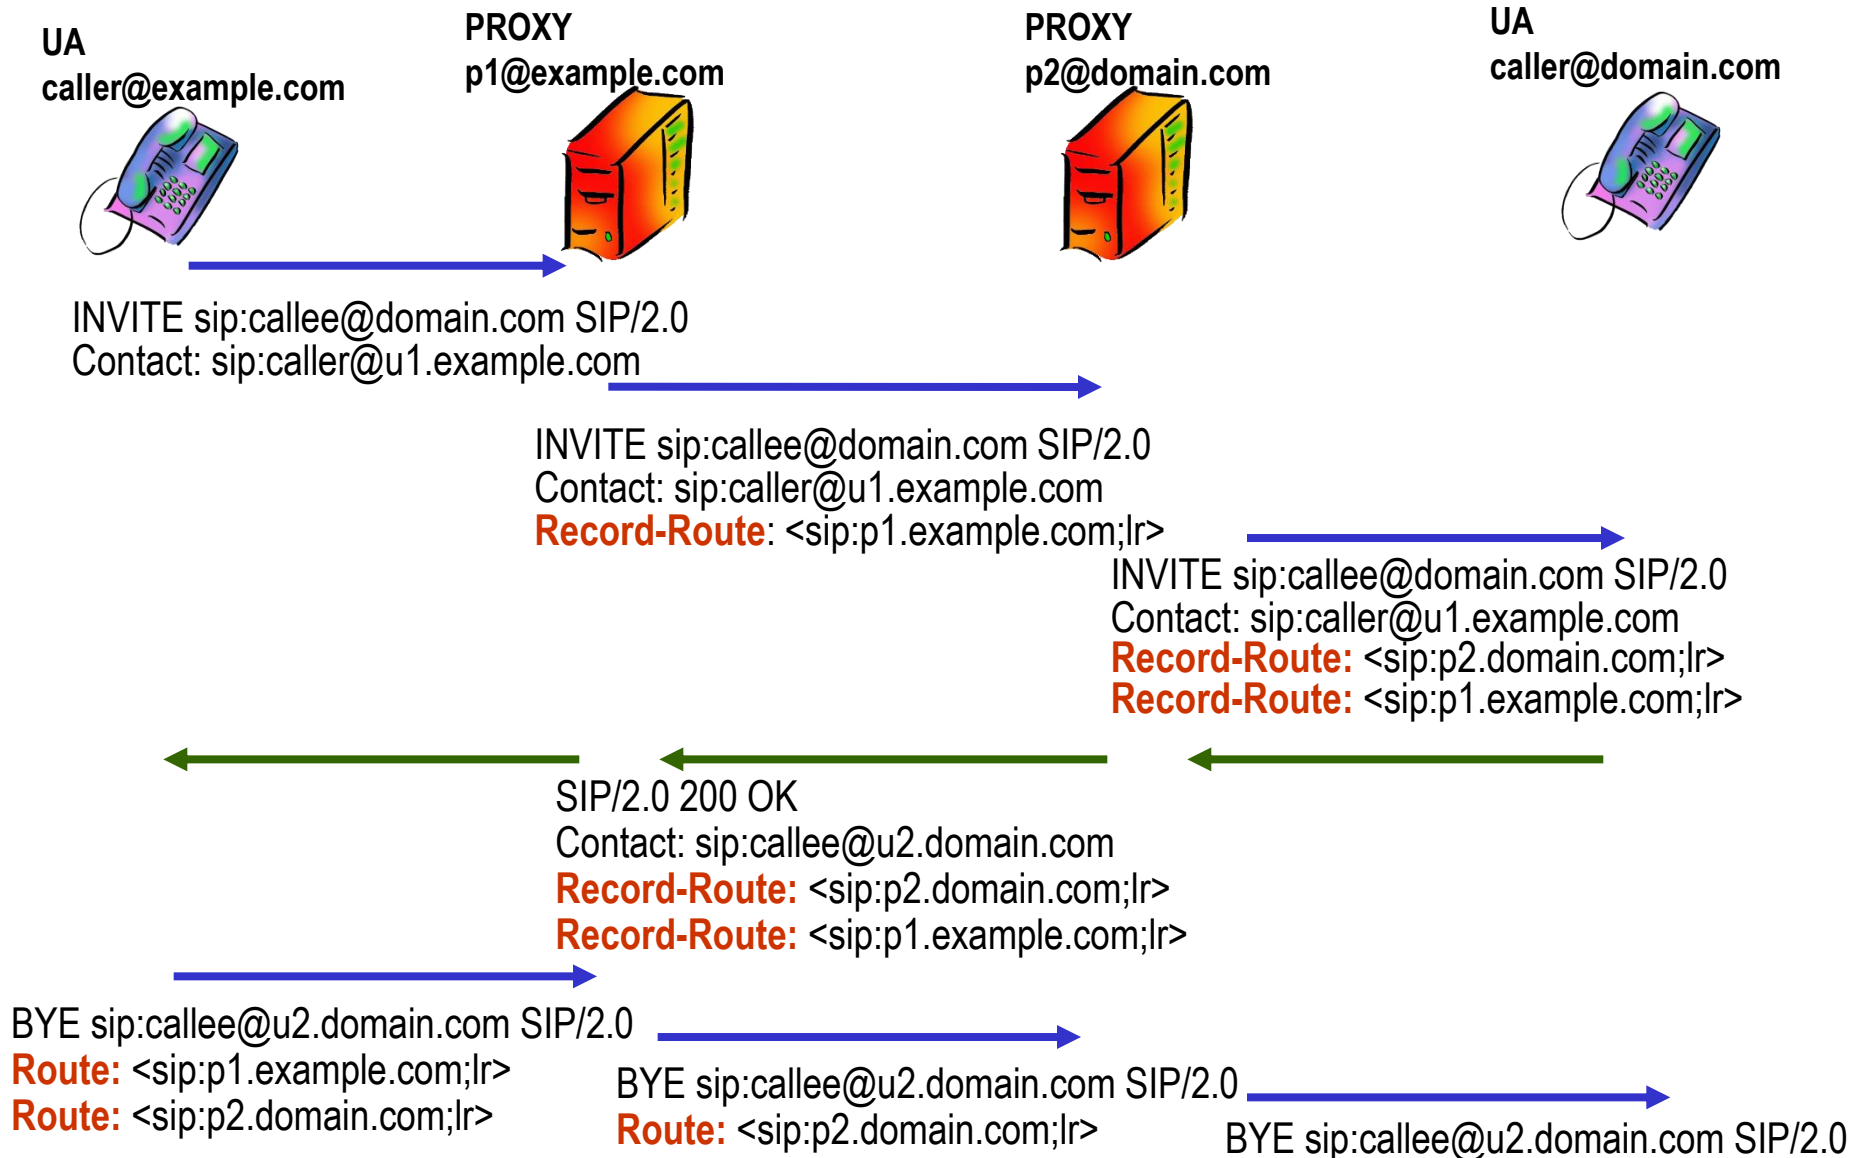 UA
caller@example.com
PROXY
p1@example.com
PROXY
p2@domain.com
UA
caller@domain.com
INVITE sip:callee@domain.com SIP/2.0
Contact: sip:caller@u1.example.com
INVITE sip:callee@domain.com SIP/2.0
Contact: sip:caller@u1.example.com
Record-Route: <sip:p1.example.com;lr>
INVITE sip:callee@domain.com SIP/2.0
Contact: sip:caller@u1.example.com
Record-Route: <sip:p2.domain.com;lr>
Record-Route: <sip:p1.example.com;lr>
SIP/2.0 200 OK
Contact: sip:callee@u2.domain.com
Record-Route: <sip:p2.domain.com;lr>
Record-Route: <sip:p1.example.com;lr>
BYE sip:callee@u2.domain.com SIP/2.0
Route: <sip:p1.example.com;lr>
Route: <sip:p2.domain.com;lr>
BYE sip:callee@u2.domain.com SIP/2.0
Route: <sip:p2.domain.com;lr>
BYE sip:callee@u2.domain.com SIP/2.0